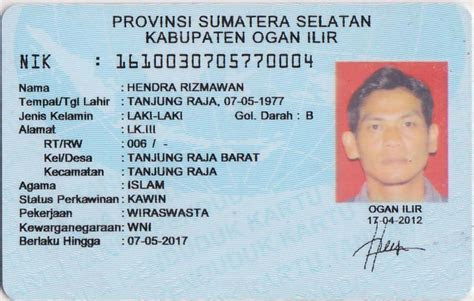 PROVINSI SUMATERA SELATAN
KABUPATEN OGAN ILIR
NIK : 1610030705770004
Nama : HENDRA RIZMAWAN
Tempat/Tgl Lahir : TANJUNG RAJA, 07-05-1977
Jenis Kelamin : LAKI-LAKI Gol. Darah : B
Alamat : LK.III
RT/RW : 006 / -
Kel/Desa : TANJUNG RAJA BARAT
Kecamatan : TANJUNG RAJA
Agama : ISLAM
Status Perkawinan : KAWIN
Pekerjaan : WIRASWASTA
Kewarganegaraan: WNI
Berlaku Hingga : 07-05-2017
OGAN ILIR
17-04-2012